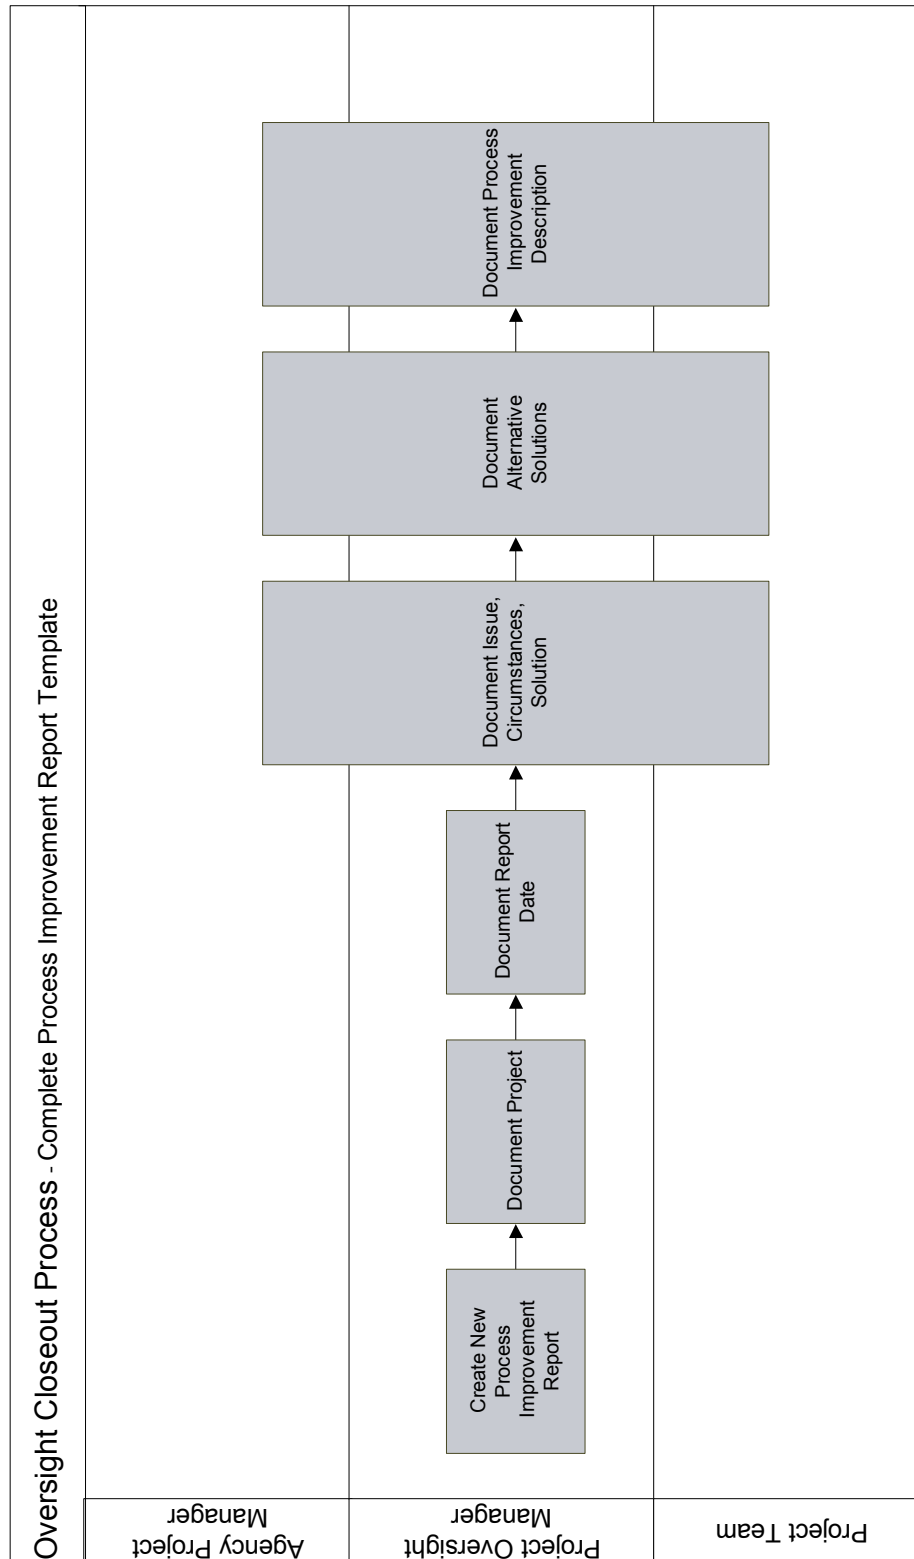 Oversight Closeout Process - Complete Process Improvement Report Template
Agency Project
Manager
Project Oversight
Manager
Project Team
Create New
Process
Improvement
Report
Document Project
Document Report
Date
Document Issue,
Circumstances,
Solution
Document
Alternative
Solutions
Document Process
Improvement
Description